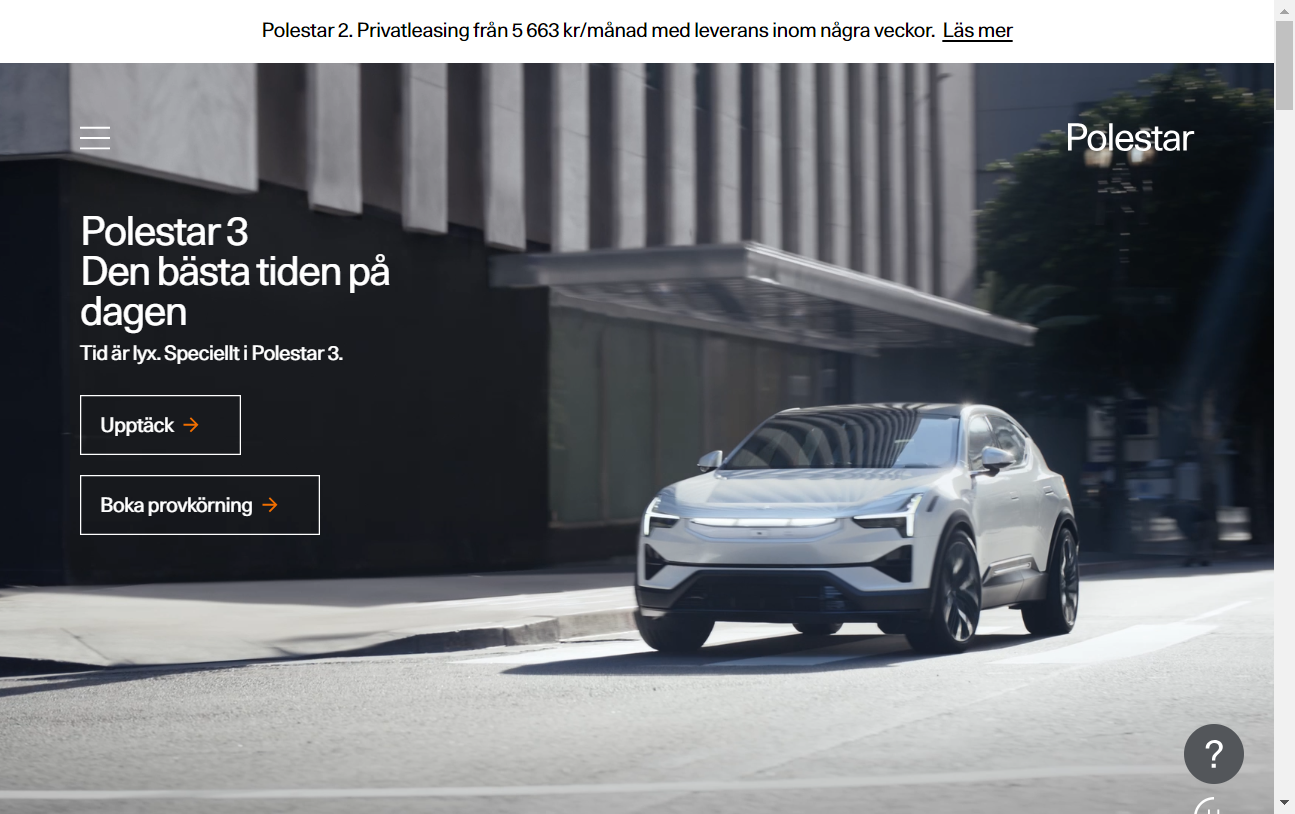 Polestar 2. Privatleasing från 5 663 kr/månad med leverans inom några veckor. Läs mer
Polestar
Polestar 3
Den bästa tiden på
dagen
Tid är lyx. Speciellt i Polestar 3.
Upptäck →
Boka provkörning →
?